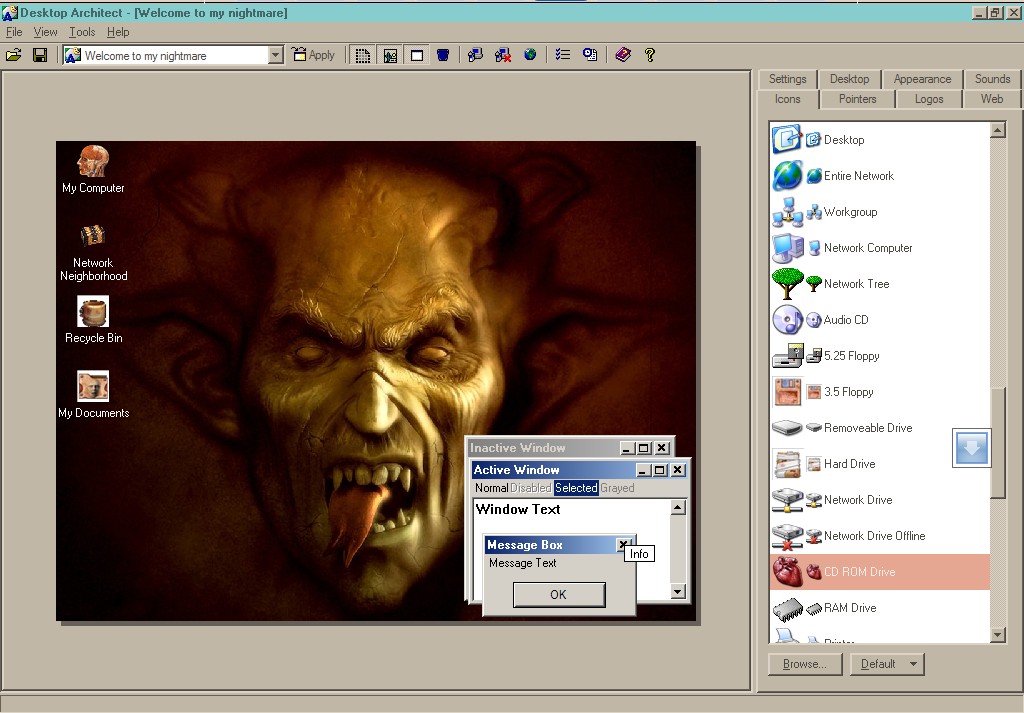 Desktop Architect - [Welcome to my nightmare]
File View Tools Help
Welcome to my nightmare
Apply
Settings Desktop Appearance Sounds
Icons Pointers Logos Web
My Computer
Network
Neighborhood
Recycle Bin
My Documents
Inactive Window
Active Window
Normal Disabled Selected Grayed
Window Text
Message Box
Message Text
OK
Info
Desktop
Entire Network
Workgroup
Network Computer
Network Tree
Audio CD
5.25 Floppy
3.5 Floppy
Removeable Drive
Hard Drive
Network Drive
Network Drive Offline
CD ROM Drive
RAM Drive
Printer
Browse...
Default